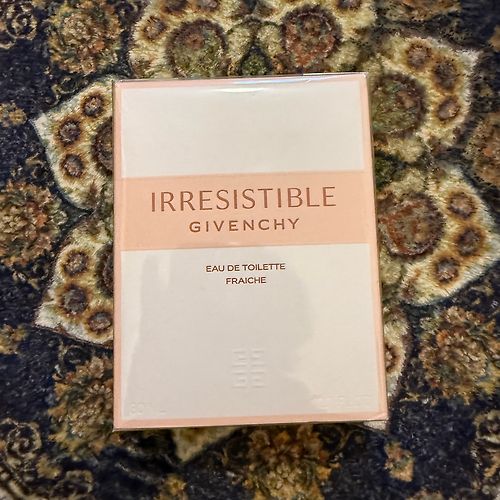 IRRESISTIBLE
GIVENCHY
EAU DE TOILETTE
FRAICHE